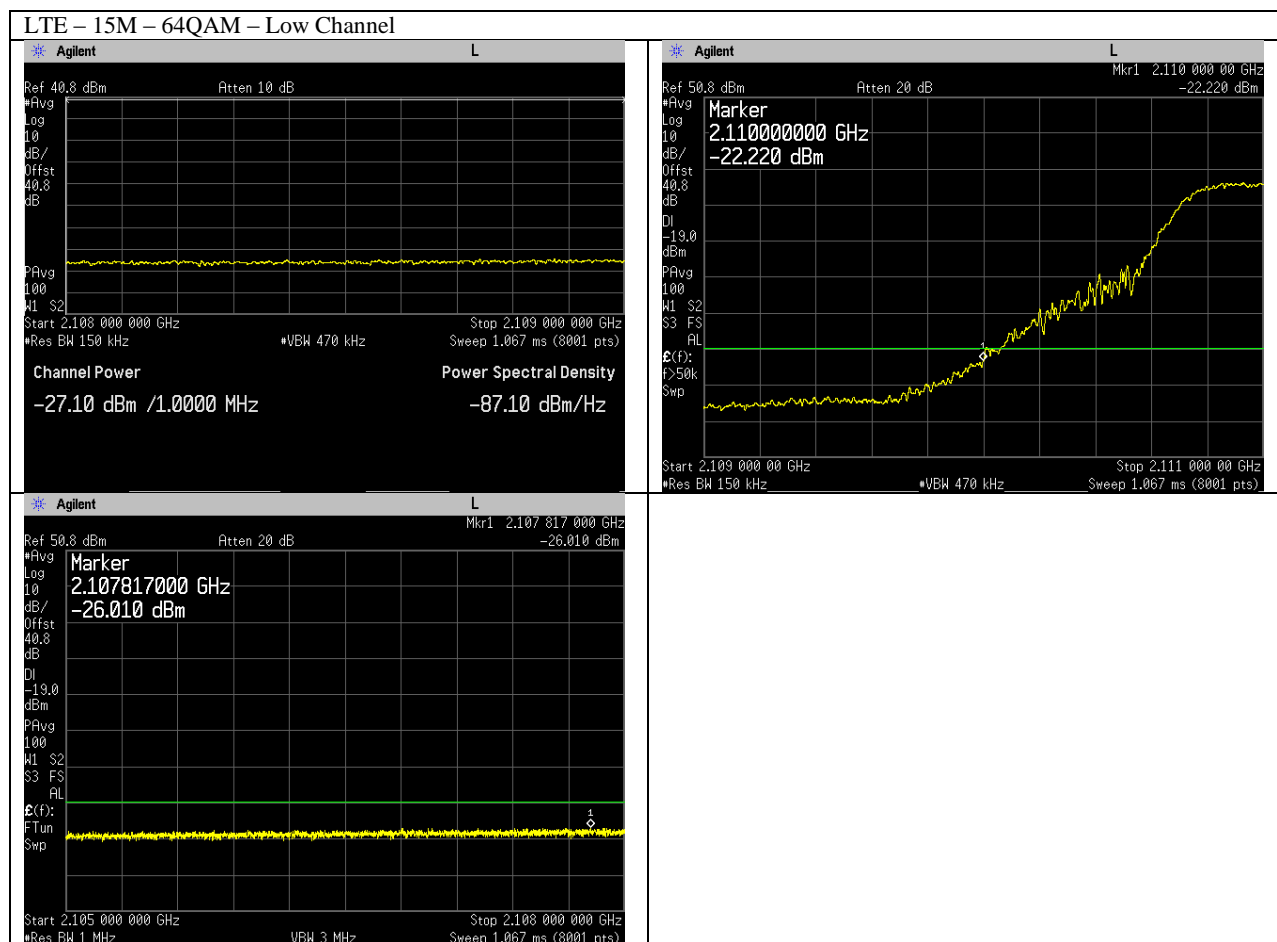 LTE – 15M – 64QAM – Low Channel
Agilent L
Ref 40.8 dBm Atten 10 dB
#Avg
Log
10
dB/
Offst
40.8
dB
PAvg
100
W1 S2
Start 2.108 000 000 GHz Stop 2.109 000 000 GHz
#Res BW 150 kHz #VBW 470 kHz Sweep 1.067 ms (8001 pts)
Channel Power Power Spectral Density
-27.10 dBm /1.0000 MHz -87.10 dBm/Hz
Agilent L
Mkr1 2.110 000 00 GHz
Ref 50.8 dBm Atten 20 dB -22.220 dBm
#Avg
Log
10
dB/
Offst
40.8
dB
DI
-19.0
dBm
PAvg
100
W1 S2
S3 FS
AL
£(f):
f>50k
Swp
Marker
2.110000000 GHz
-22.220 dBm
1
Start 2.109 000 00 GHz Stop 2.111 000 00 GHz
#Res BW 150 kHz #VBW 470 kHz Sweep 1.067 ms (8001 pts)
Agilent L
Mkr1 2.107 817 000 GHz
Ref 50.8 dBm Atten 20 dB -26.010 dBm
#Avg
Log
10
dB/
Offst
40.8
dB
DI
-19.0
dBm
PAvg
100
W1 S2
S3 FS
AL
£(f):
FTun
Swp
Marker
2.107817000 GHz
-26.010 dBm
1
Start 2.105 000 000 GHz Stop 2.108 000 000 GHz
#Res BW 1 MHz VBW 3 MHz Sweep 1.067 ms (8001 pts)